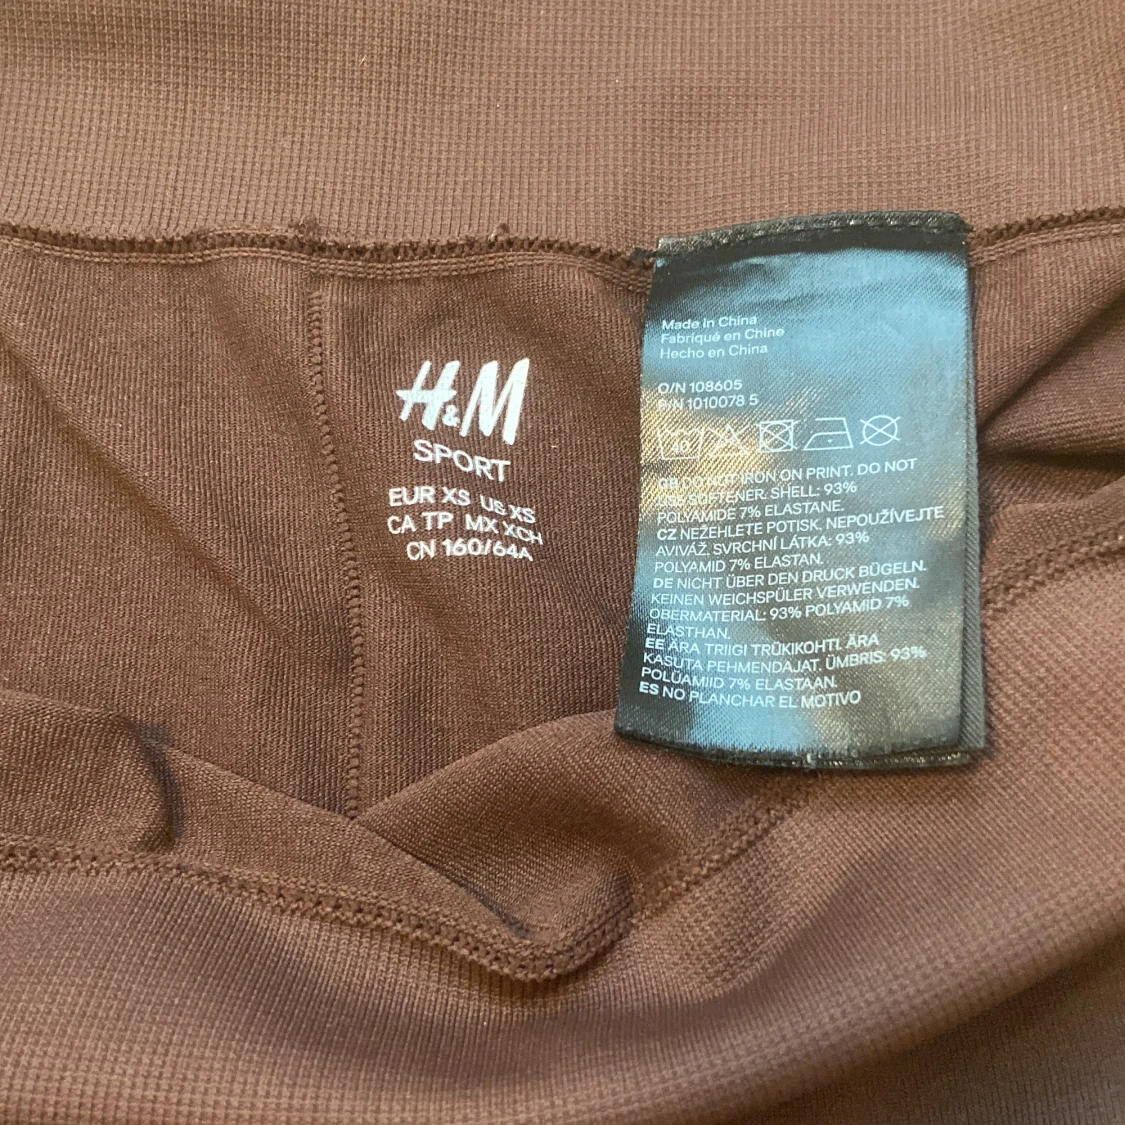 H&M
SPORT
EUR XS US XS
CA TP MX XCH
CN 160/64A
Made in China
Fabriqué en Chine
Hecho en China
O/N 108605
P/N 1010078 5
GB DO NOT IRON ON PRINT. DO NOT
USE SOFTENER. SHELL: 93%
POLYAMIDE 7% ELASTANE.
CZ NEŽEHLETE POTISK. NEPOUŽÍVEJTE
AVIVÁŽ. SVRCHNÍ LÁTKA: 93%
POLYAMID 7% ELASTAN.
DE NICHT ÜBER DEN DRUCK BÜGELN.
KEINEN WEICHSPÜLER VERWENDEN.
OBERMATERIAL: 93% POLYAMID 7%
ELASTHAN.
EE ÄRA TRIIGI TRÜKIKOHTI. ÄRA
KASUTA PEHMENDAJAT. ÜMBRIS: 93%
POLÜAMIID 7% ELASTAAN.
ES NO PLANCHAR EL MOTIVO